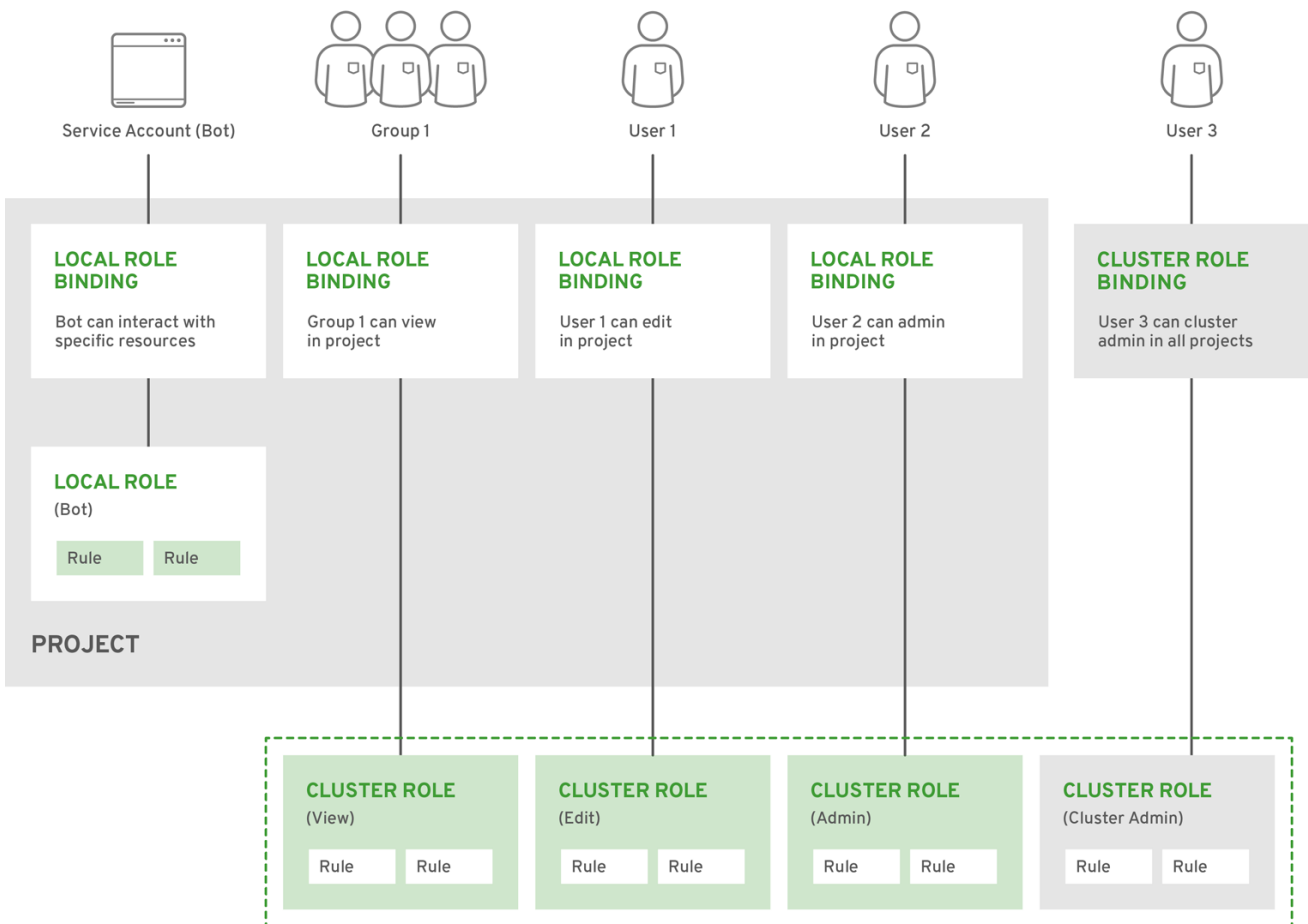 Service Account (Bot)
Group 1
User 1
User 2
User 3
LOCAL ROLE
BINDING
Bot can interact with
specific resources
LOCAL ROLE
BINDING
Group 1 can view
in project
LOCAL ROLE
BINDING
User 1 can edit
in project
LOCAL ROLE
BINDING
User 2 can admin
in project
CLUSTER ROLE
BINDING
User 3 can cluster
admin in all projects
LOCAL ROLE
(Bot)
Rule
Rule
PROJECT
CLUSTER ROLE
(View)
Rule
Rule
CLUSTER ROLE
(Edit)
Rule
Rule
CLUSTER ROLE
(Admin)
Rule
Rule
CLUSTER ROLE
(Cluster Admin)
Rule
Rule